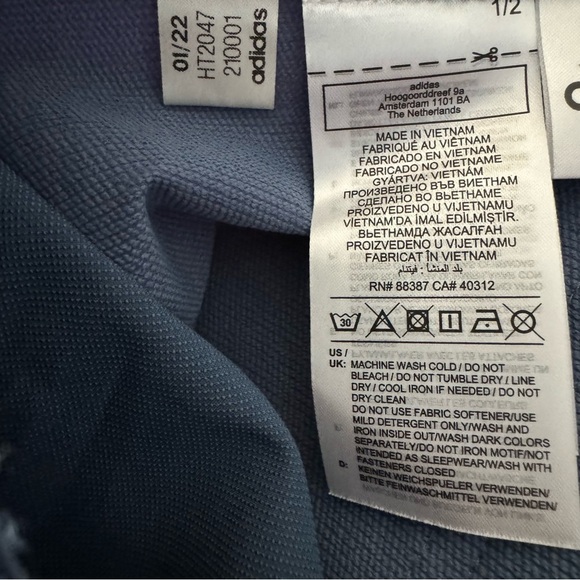 01/22
HT2047
210001
adidas
1/2
adidas
Hoogoorddreef 9a
Amsterdam 1101 BA
The Netherlands
MADE IN VIETNAM
FABRIQUÉ AU VIÊTNAM
FABRICADO EN VIETNAM
FABRICADO NO VIETNAME
GYÁRTVA: VIETNÁM
ПРОИЗВЕДЕНО ВЪВ ВИЕТНАМ
СДЕЛАНО ВО ВЬЕТНАМЕ
PROIZVEDENO U VIJETNAMU
VIETNAM'DA İMAL EDİLMİŞTİR.
ВЬЕТНАМДА ЖАСАЛҒАН
PROIZVEDENO U VIJETNAMU
FABRICAT ÎN VIETNAM
بلد المنشأ : فيتنام
RN# 88387 CA# 40312
30
US /
UK: MACHINE WASH COLD / DO NOT
BLEACH / DO NOT TUMBLE DRY / LINE
DRY / COOL IRON IF NEEDED / DO NOT
DRY CLEAN
DO NOT USE FABRIC SOFTENER/USE
MILD DETERGENT ONLY/WASH AND
IRON INSIDE OUT/WASH DARK COLORS
SEPARATELY/DO NOT IRON MOTIF/NOT
INTENDED AS SLEEPWEAR/WASH WITH
FASTENERS CLOSED
D: KEINEN WEICHSPUELER VERWENDEN/
BITTE FEINWASCHMITTEL VERWENDEN/